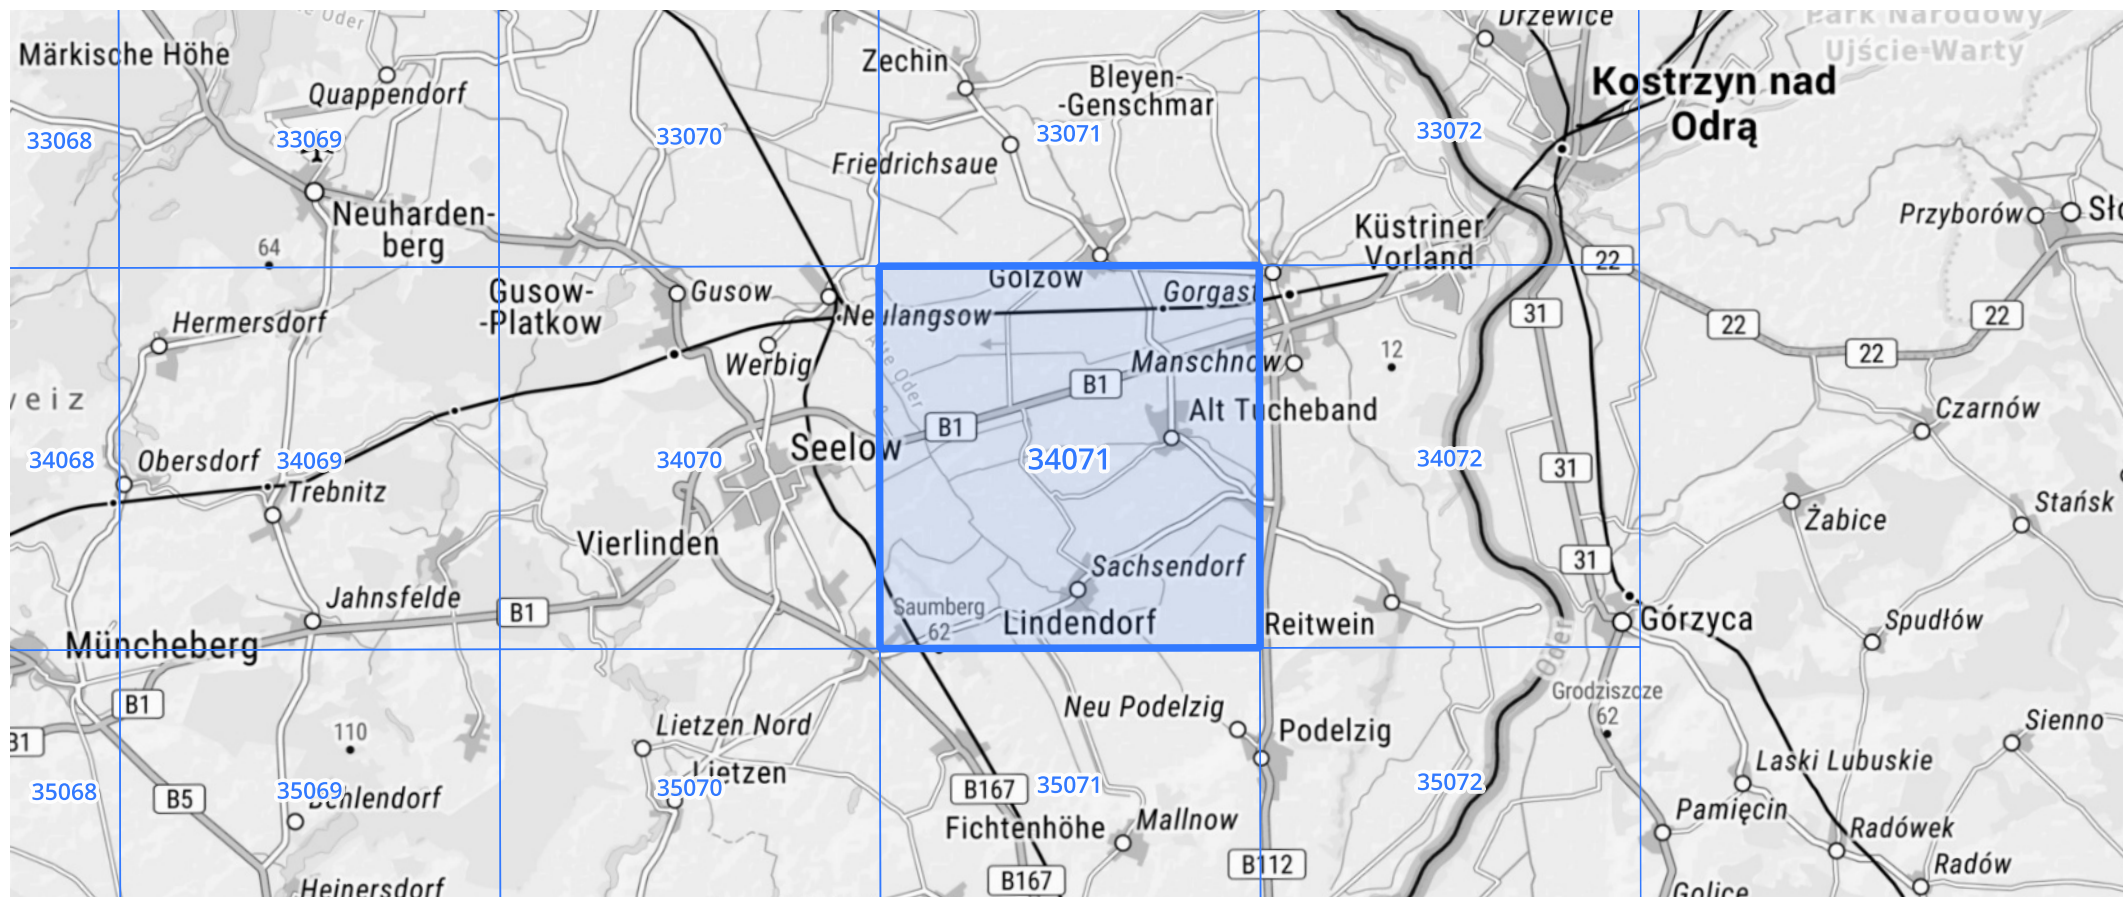 Oder
Drzewice
Park Narodowy
Ujście Warty
Märkische Höhe
Zechin
Bleyen-
-Genschmar
Kostrzyn nad
Odrą
Quappendorf
33068
33069
33070
33071
33072
Friedrichsaue
Neuharden-
berg
64
Küstriner
Vorland
Przyborów
22
Gusow-
-Platkow
Gusow
Golzow
Gorgast
Neulangsow
Hermersdorf
31
22
22
Werbig
Alte Oder
Manschnow
12
22
B1
Alt Tucheband
Czarnów
B1
Seelow
34068
Obersdorf
34069
34070
34071
34072
31
Trebnitz
Żabice
Stańsk
Vierlinden
31
Sachsendorf
Jahnsfelde
B1
Saumberg
62
Lindendorf
Reitwein
Górzyca
Spudłów
Müncheberg
Oder
Grodziszcze
62
B1
Neu Podelzig
Podelzig
Lietzen Nord
Sienno
110
Lietzen
Laski Lubuskie
35068
B5
35069
35070
B167
35071
35072
Pamięcin
Fichtenhöhe
Mallnow
Radówek
B112
Radów
B167
Heinersdorf
Golice